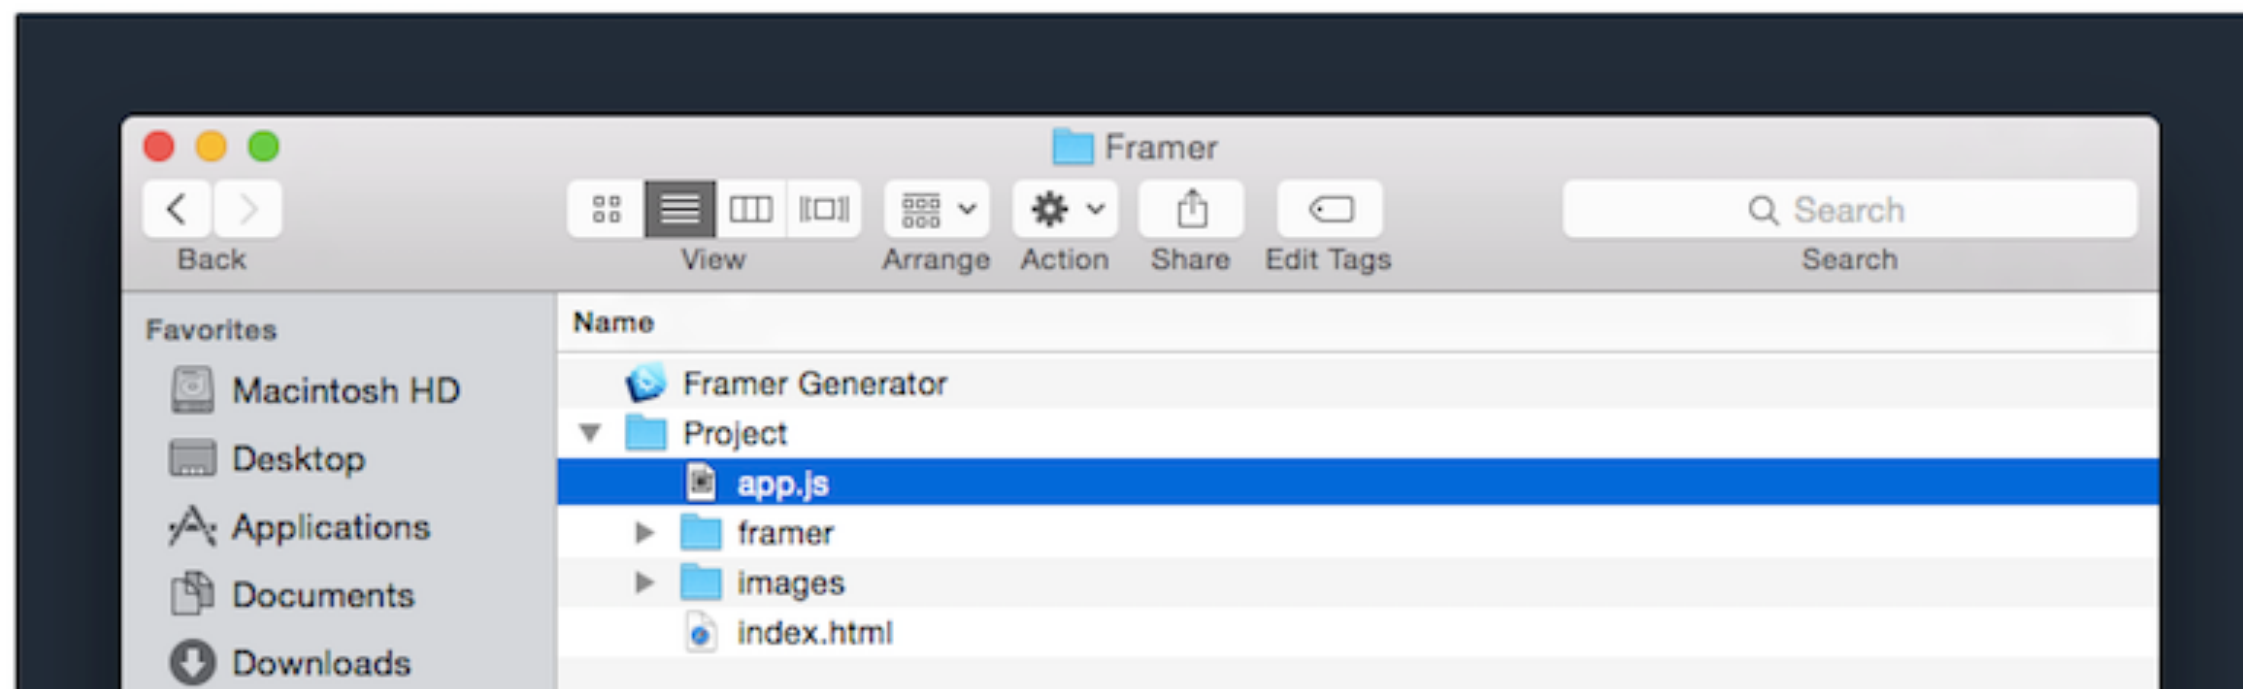 Framer
Search
Back View Arrange Action Share Edit Tags Search
Favorites
Macintosh HD
Desktop
Applications
Documents
Downloads
Name
Framer Generator
Project
app.js
framer
images
index.html